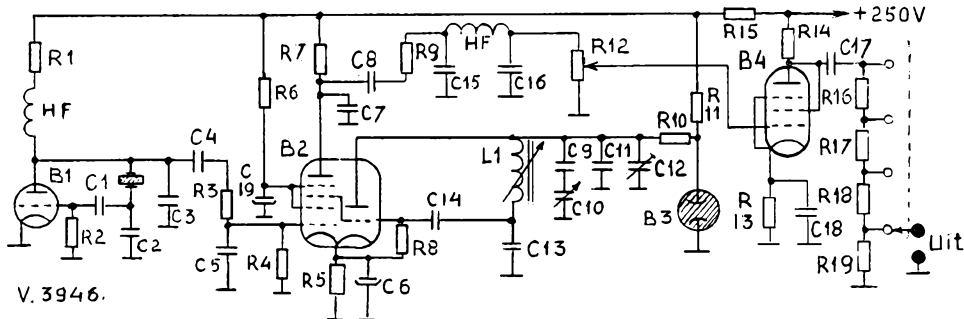 +250V
R15
R14
R1
R7
C8
R9
HF
R12
B4
C17
HF
C15
C16
R6
C7
R16
R
11
R10
R17
C4
B2
L1
C9
C11
C12
B1
C1
R3
C
19
C14
C10
B3
R18
C3
R
13
R2
C2
C5
R4
R8
C13
C18
Uit
R5
C6
R19
V. 3946.